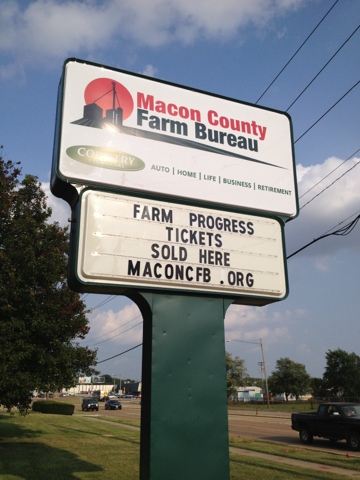 Macon County
Farm Bureau
COUNTRY
AUTO | HOME | LIFE | BUSINESS | RETIREMENT
FARM PROGRESS
TICKETS
SOLD HERE
MACONCFB.ORG